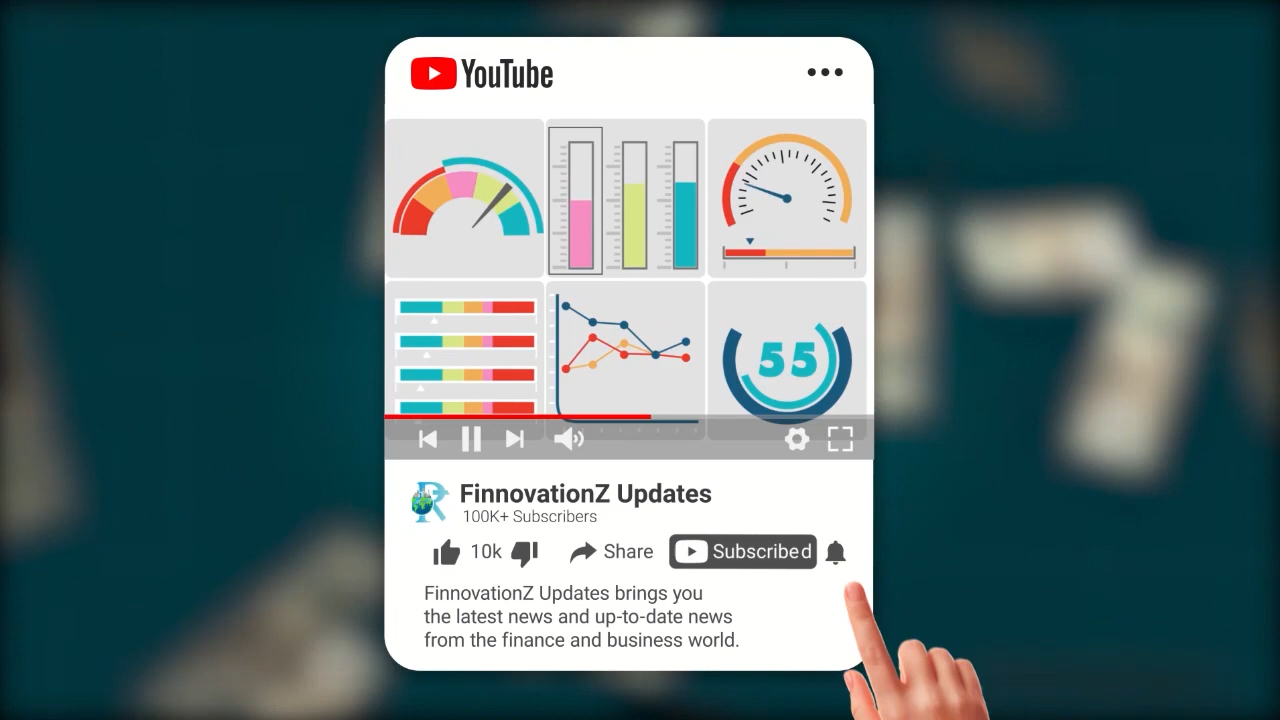 YouTube
55
FinnovationZ Updates
100K+ Subscribers
10k
Share
Subscribed
FinnovationZ Updates brings you
the latest news and up-to-date news
from the finance and business world.